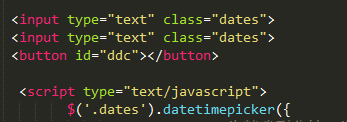 <input type="text" class="dates">
<input type="text" class="dates">
<button id="ddc"></button>
<script type="text/javascript">
$('.dates').datetimepicker({